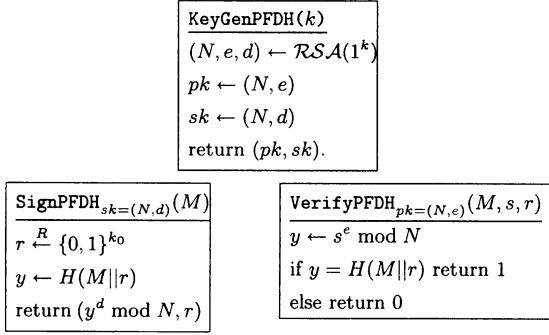 KeyGenPFDH(k)
(N, e, d) ← RSA(1^k)
pk ← (N, e)
sk ← (N, d)
return (pk, sk).
SignPFDH_{sk=(N,d)}(M)
r ←^R {0, 1}^{k_0}
y ← H(M||r)
return (y^d mod N, r)
VerifyPFDH_{pk=(N,e)}(M, s, r)
y ← s^e mod N
if y = H(M||r) return 1
else return 0